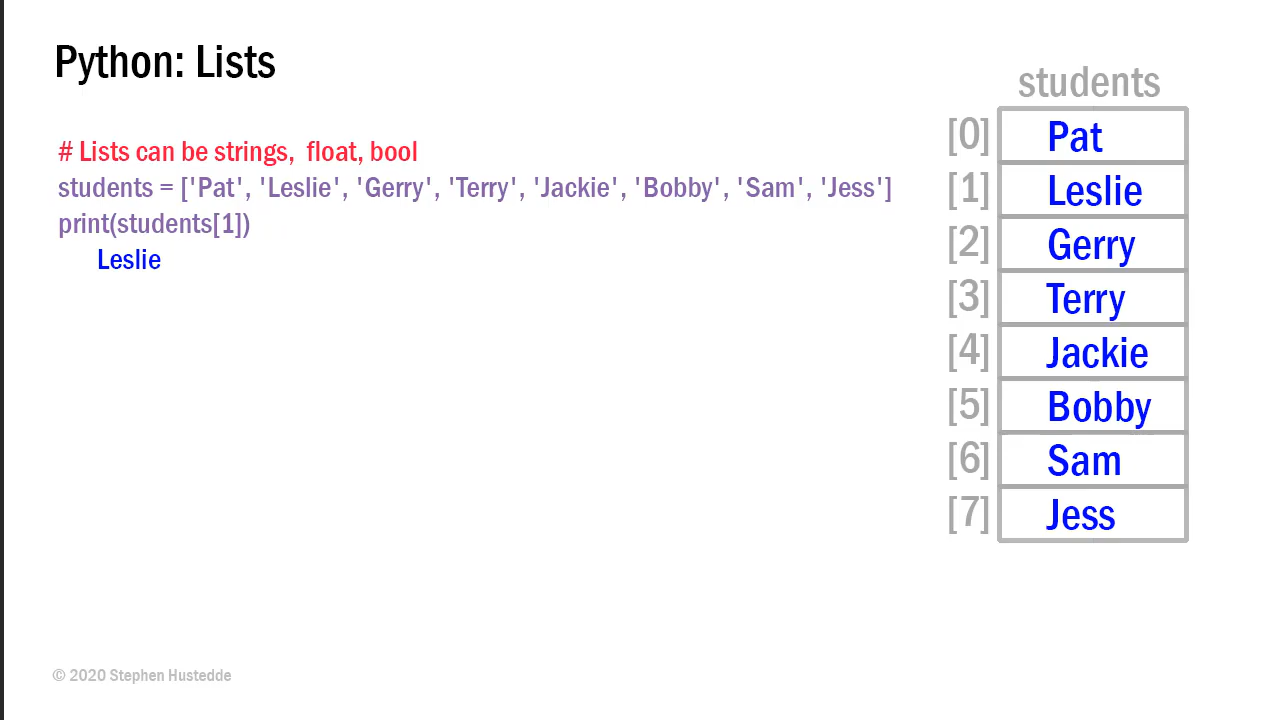 Python: Lists
# Lists can be strings,  float, bool
students = ['Pat', 'Leslie', 'Gerry', 'Terry', 'Jackie', 'Bobby', 'Sam', 'Jess']
print(students[1])
Leslie
students
[0] Pat
[1] Leslie
[2] Gerry
[3] Terry
[4] Jackie
[5] Bobby
[6] Sam
[7] Jess
© 2020 Stephen Hustedde